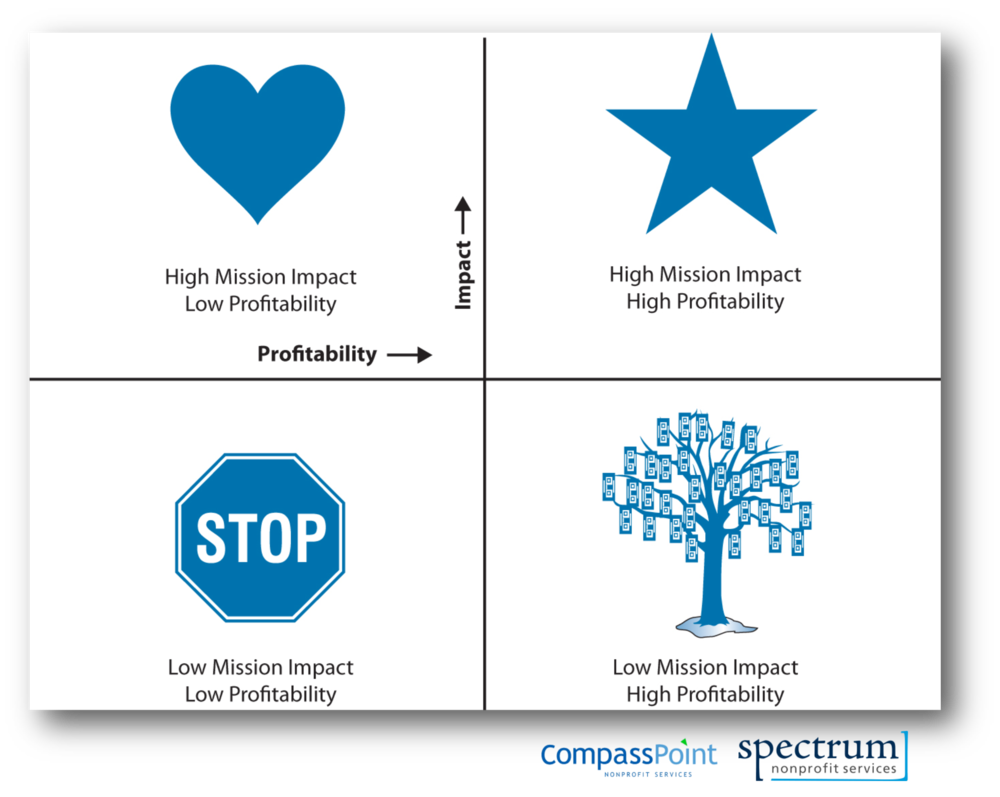 High Mission Impact
Low Profitability
Impact
Profitability
High Mission Impact
High Profitability
STOP
Low Mission Impact
Low Profitability
Low Mission Impact
High Profitability
CompassPoint
NONPROFIT SERVICES
spectrum
nonprofit services